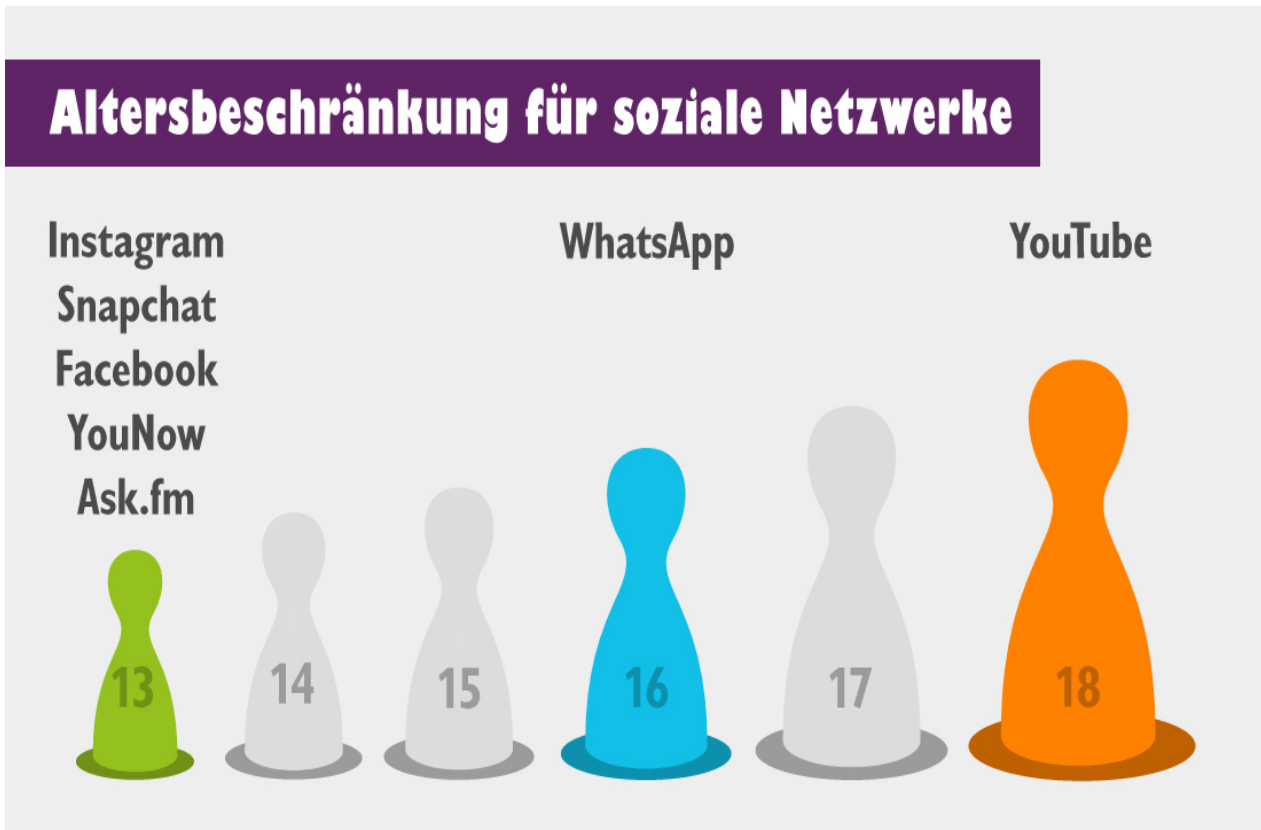 Altersbeschränkung für soziale Netzwerke
Instagram
Snapchat
Facebook
YouNow
Ask.fm
WhatsApp
YouTube
13
14
15
16
17
18